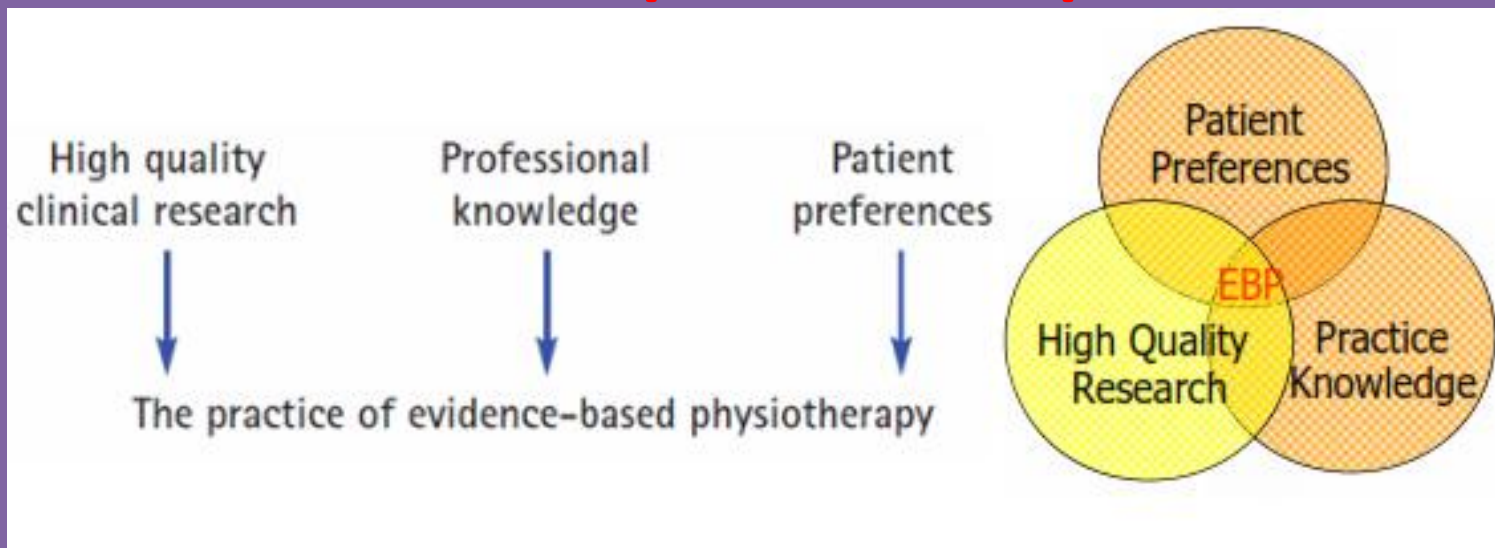 High quality
clinical research
Professional
knowledge
Patient
preferences
The practice of evidence-based physiotherapy
Patient
Preferences
EBP
High Quality
Research
Practice
Knowledge